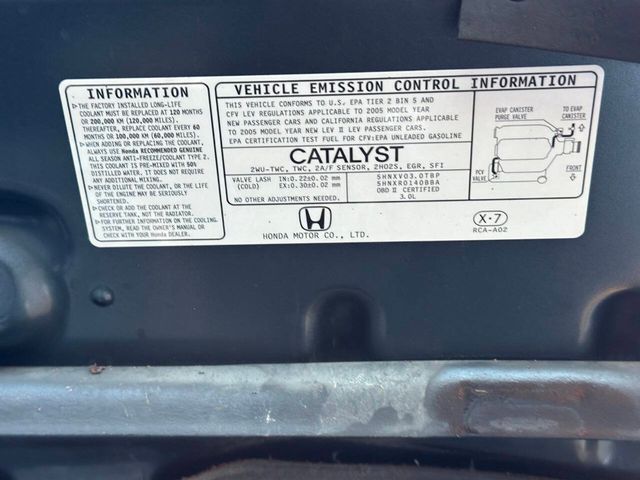 INFORMATION
▷THE FACTORY INSTALLED LONG-LIFE
COOLANT MUST BE REPLACED AT 120 MONTHS
OR 200,000 KM (120,000 MILES).
THEREAFTER, REPLACE COOLANT EVERY 60
MONTHS OR 100,000 KM (60,000 MILES).
▷WHEN ADDING OR REPLACING THE COOLANT,
ALWAYS USE Honda RECOMMENDED GENUINE
ALL SEASON ANTI-FREEZE/COOLANT TYPE 2.
THIS COOLANT IS PRE-MIXED WITH 50%
DISTILLED WATER, IT DOES NOT REQUIRE
ANY ADDITIONAL MIXING.
▷NEVER DILUTE THE COOLANT, OR THE LIFE
OF THE ENGINE MAY BE SERIOUSLY
SHORTENED.
▷CHECK OR ADD THE COOLANT AT THE
RESERVE TANK, NOT THE RADIATOR.
▷FOR FURTHER INFORMATION ON THE COOLING
SYSTEM, READ THE OWNER'S MANUAL OR
CHECK WITH YOUR Honda DEALER.
VEHICLE EMISSION CONTROL INFORMATION
THIS VEHICLE CONFORMS TO U.S. EPA TIER 2 BIN 5 AND
CFV LEV REGULATIONS APPLICABLE TO 2005 MODEL YEAR
NEW PASSENGER CARS AND CALIFORNIA REGULATIONS APPLICABLE
TO 2005 MODEL YEAR NEW LEV II LEV PASSENGER CARS.
EPA CERTIFICATION TEST FUEL FOR CFV:EPA UNLEADED GASOLINE
CATALYST
2WU-TWC, TWC, 2A/F SENSOR, 2HO2S, EGR, SFI
VALVE LASH IN:0.22±0.02 mm
(COLD) EX:0.30±0.02 mm
5HNXV03.0TBP
5HNXR0140BBA
OBD II CERTIFIED
3.0L
HONDA MOTOR CO., LTD.
EVAP CANISTER
PURGE VALVE
TO EVAP
CANISTER
PCV
VALVE
FRONT
X·7
RCA-A02